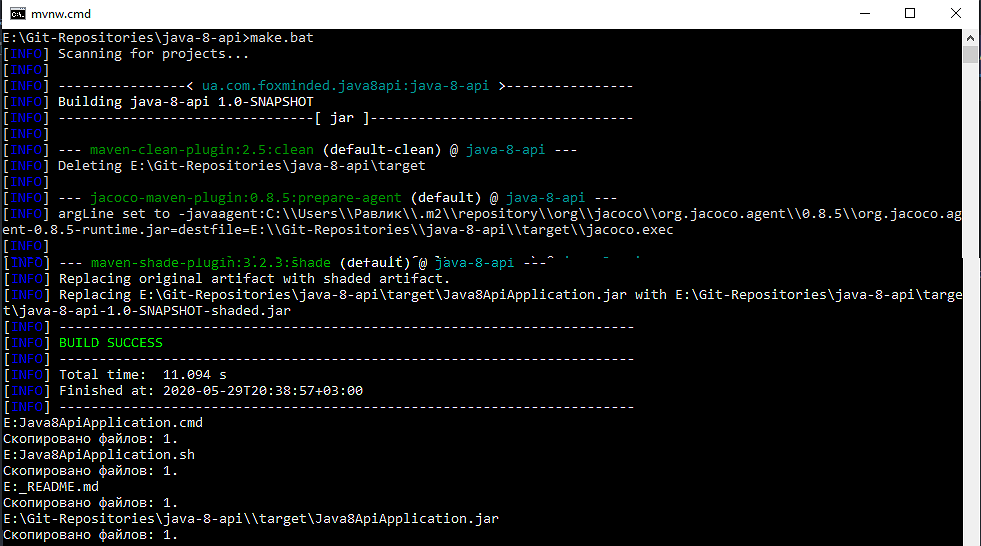 mvnw.cmd
E:\Git-Repositories\java-8-api>make.bat
[INFO] Scanning for projects...
[INFO]
[INFO] ----------------< ua.com.foxminded.java8api:java-8-api >----------------
[INFO] Building java-8-api 1.0-SNAPSHOT
[INFO] --------------------------------[ jar ]---------------------------------
[INFO]
[INFO] --- maven-clean-plugin:2.5:clean (default-clean) @ java-8-api ---
[INFO] Deleting E:\Git-Repositories\java-8-api\target
[INFO]
[INFO] --- jacoco-maven-plugin:0.8.5:prepare-agent (default) @ java-8-api ---
[INFO] argLine set to -javaagent:C:\\Users\\Равлик\\.m2\\repository\\org\\jacoco\\org.jacoco.agent\\0.8.5\\org.jacoco.ag
ent-0.8.5-runtime.jar=destfile=E:\\Git-Repositories\\java-8-api\\target\\jacoco.exec
[INFO]
[INFO] --- maven-shade-plugin:3.2.3:shade (default) @ java-8-api ---
[INFO] Replacing original artifact with shaded artifact.
[INFO] Replacing E:\Git-Repositories\java-8-api\target\Java8ApiApplication.jar with E:\Git-Repositories\java-8-api\targe
t\java-8-api-1.0-SNAPSHOT-shaded.jar
[INFO] ------------------------------------------------------------------------
[INFO] BUILD SUCCESS
[INFO] ------------------------------------------------------------------------
[INFO] Total time:  11.094 s
[INFO] Finished at: 2020-05-29T20:38:57+03:00
[INFO] ------------------------------------------------------------------------
E:Java8ApiApplication.cmd
Скопировано файлов: 1.
E:Java8ApiApplication.sh
Скопировано файлов: 1.
E:_README.md
Скопировано файлов: 1.
E:\Git-Repositories\java-8-api\\target\Java8ApiApplication.jar
Скопировано файлов: 1.